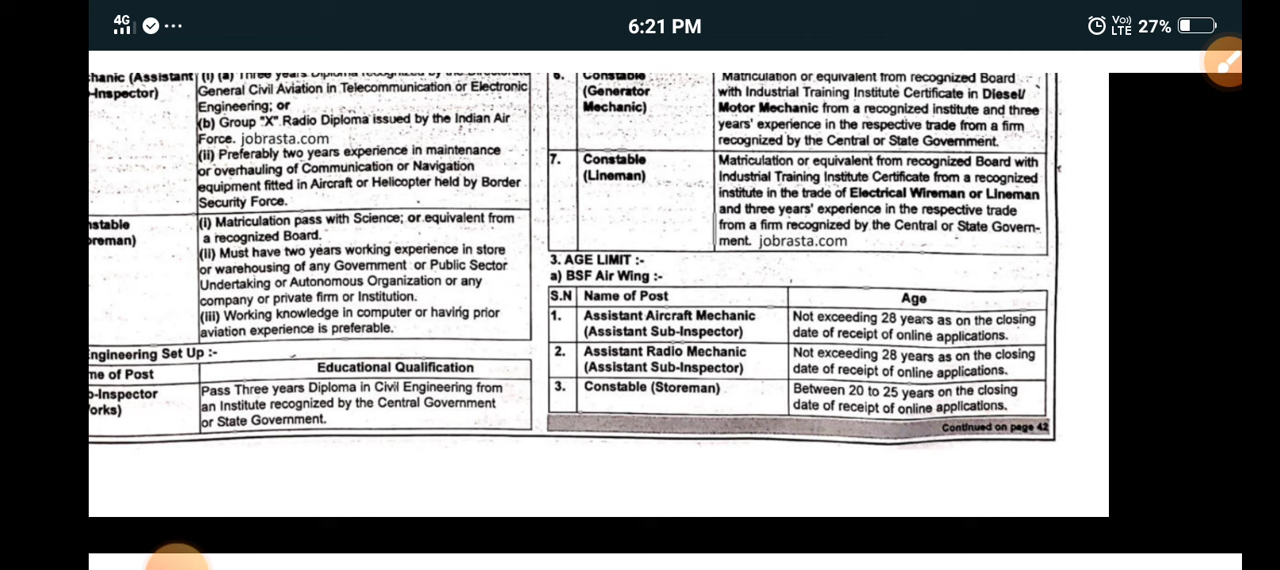 4G
6:21 PM
Vo))
LTE
27%
hanic (Assistant
-Inspector)
(i) (a) Three years Diploma recognized by the Directorate
General Civil Aviation in Telecommunication or Electronic
Engineering; or
(b) Group "X" Radio Diploma issued by the Indian Air
Force. jobrasta.com
(ii) Preferably two years experience in maintenance
or overhauling of Communication or Navigation
equipment fitted in Aircraft or Helicopter held by Border
Security Force.
nstable
oreman)
(i) Matriculation pass with Science; or equivalent from
a recognized Board.
(ii) Must have two years working experience in store
or warehousing of any Government or Public Sector
Undertaking or Autonomous Organization or any
company or private firm or Institution.
(iii) Working knowledge in computer or having prior
aviation experience is preferable.
Engineering Set Up :-
me of Post
Educational Qualification
b-Inspector
orks)
Pass Three years Diploma in Civil Engineering from
an Institute recognized by the Central Government
or State Government.
6.
Constable
(Generator
Mechanic)
Matriculation or equivalent from recognized Board
with Industrial Training Institute Certificate in Diesel/
Motor Mechanic from a recognized institute and three
years' experience in the respective trade from a firm
recognized by the Central or State Government.
7.
Constable
(Lineman)
Matriculation or equivalent from recognized Board with
Industrial Training Institute Certificate from a recognized
institute in the trade of Electrical Wireman or Lineman
and three years' experience in the respective trade
from a firm recognized by the Central or State Govern-
ment. jobrasta.com
3. AGE LIMIT :-
a) BSF Air Wing :-
S.N Name of Post Age
1. Assistant Aircraft Mechanic
(Assistant Sub-Inspector)
Not exceeding 28 years as on the closing
date of receipt of online applications.
2. Assistant Radio Mechanic
(Assistant Sub-Inspector)
Not exceeding 28 years as on the closing
date of receipt of online applications.
3. Constable (Storeman)
Between 20 to 25 years on the closing
date of receipt of online applications.
Continued on page 42